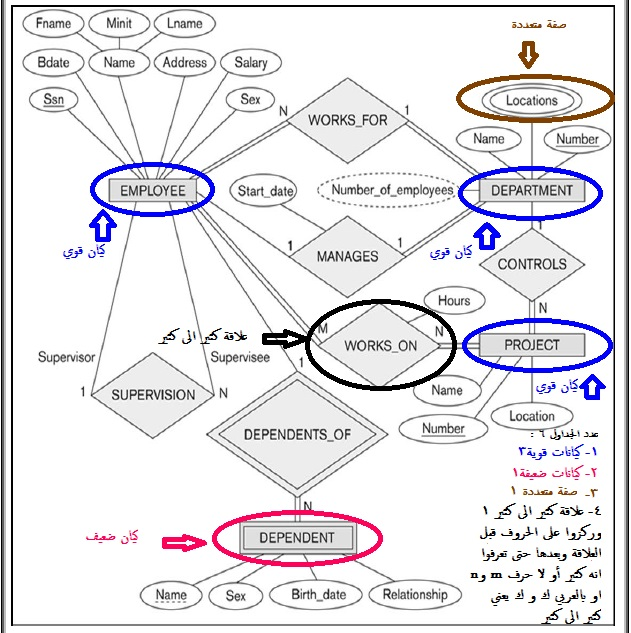 Fname Minit Lname
صفة متعددة
Bdate Name Address Salary
Ssn Sex
Locations
N WORKS_FOR 1
Name Number
EMPLOYEE
Start_date Number_of_employees DEPARTMENT
كيان قوي
كيان قوي
1 MANAGES 1
1
CONTROLS
Hours
N
علاقة كثير الى كثير
M WORKS_ON N PROJECT
Supervisor Supervisee
1
كيان قوي
Name
1 SUPERVISION N
Number
Location
DEPENDENTS_OF
عدد الجداول ٦ :
١- كيانات قوية٣
٢- كيانات ضعيفة١
٣- صفة متعددة ١
٤- علاقة كثير الى كثير ١
وركزوا على الحروف قبل
العلاقة وبعدها حتى تعرفوا
انه كثير أو لا حرف m و n
او بالعربي ك و ك يعني
كثير الى كثير
N
كيان ضعيف
DEPENDENT
Name Sex Birth_date Relationship